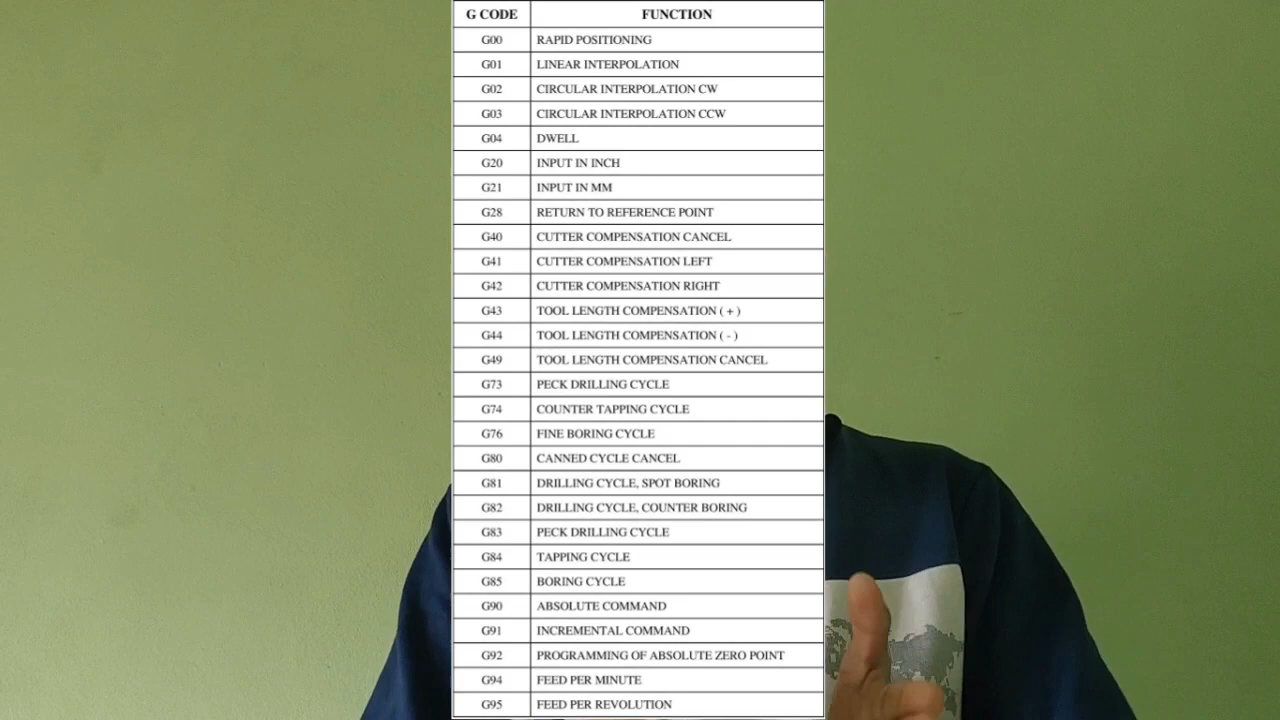 G CODE FUNCTION
G00 RAPID POSITIONING
G01 LINEAR INTERPOLATION
G02 CIRCULAR INTERPOLATION CW
G03 CIRCULAR INTERPOLATION CCW
G04 DWELL
G20 INPUT IN INCH
G21 INPUT IN MM
G28 RETURN TO REFERENCE POINT
G40 CUTTER COMPENSATION CANCEL
G41 CUTTER COMPENSATION LEFT
G42 CUTTER COMPENSATION RIGHT
G43 TOOL LENGTH COMPENSATION ( + )
G44 TOOL LENGTH COMPENSATION ( - )
G49 TOOL LENGTH COMPENSATION CANCEL
G73 PECK DRILLING CYCLE
G74 COUNTER TAPPING CYCLE
G76 FINE BORING CYCLE
G80 CANNED CYCLE CANCEL
G81 DRILLING CYCLE, SPOT BORING
G82 DRILLING CYCLE, COUNTER BORING
G83 PECK DRILLING CYCLE
G84 TAPPING CYCLE
G85 BORING CYCLE
G90 ABSOLUTE COMMAND
G91 INCREMENTAL COMMAND
G92 PROGRAMMING OF ABSOLUTE ZERO POINT
G94 FEED PER MINUTE
G95 FEED PER REVOLUTION